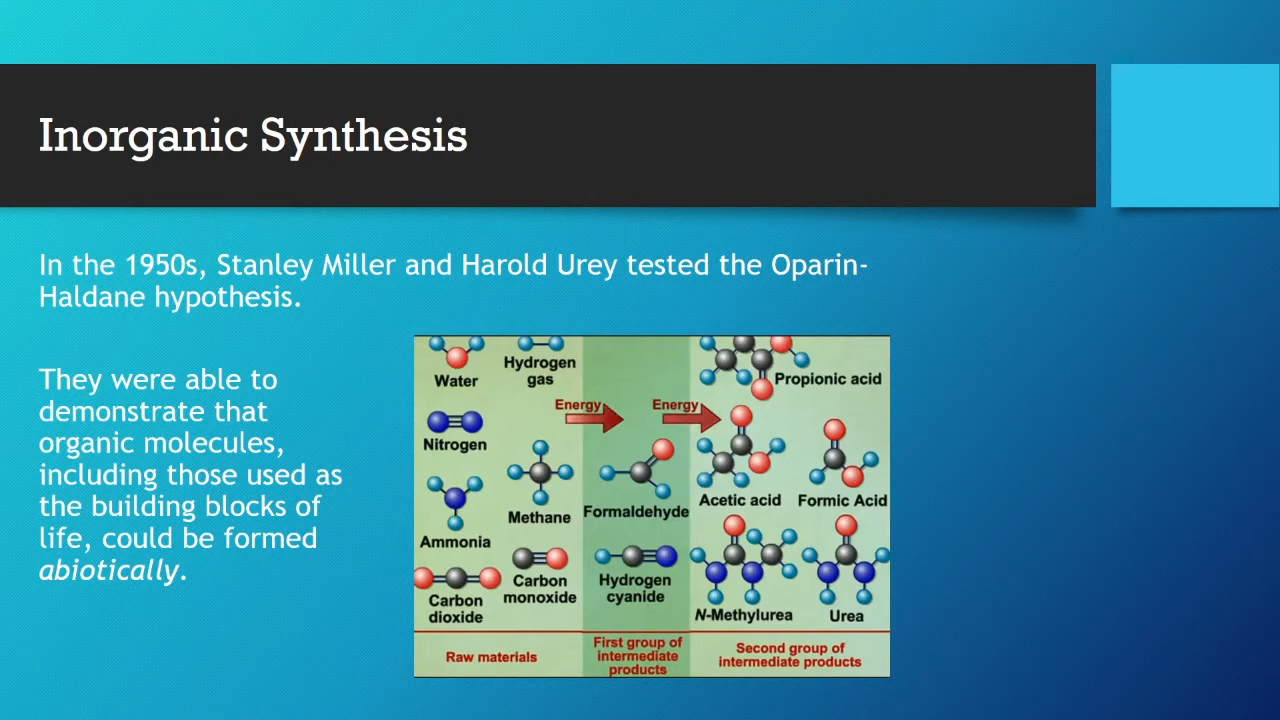 Inorganic Synthesis
In the 1950s, Stanley Miller and Harold Urey tested the Oparin-
Haldane hypothesis.
They were able to
demonstrate that
organic molecules,
including those used as
the building blocks of
life, could be formed
abiotically.
Water
Hydrogen
gas
Propionic acid
Energy
Energy
Nitrogen
Methane
Formaldehyde
Acetic acid
Formic Acid
Ammonia
Carbon
monoxide
Hydrogen
cyanide
Carbon
dioxide
N-Methylurea
Urea
Raw materials
First group of
intermediate
products
Second group of
intermediate products